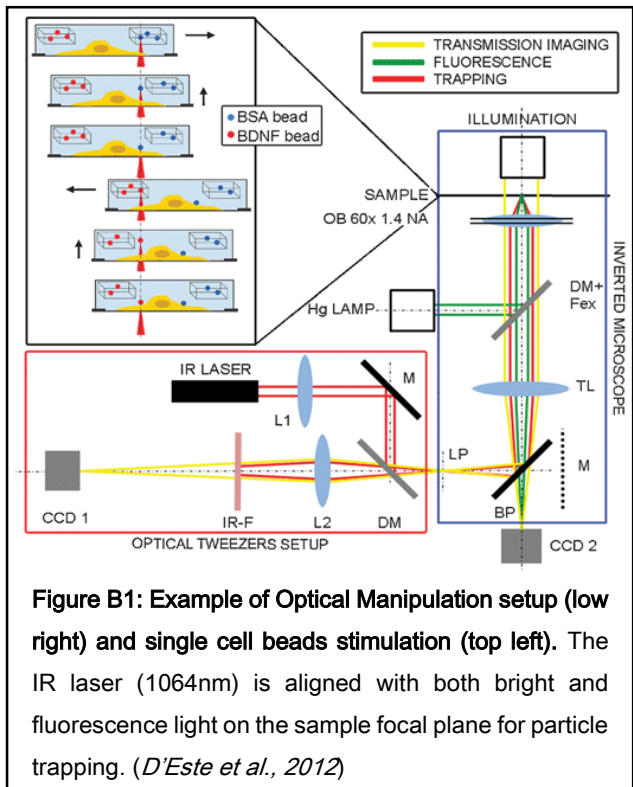 BSA bead
BDNF bead
TRANSMISSION IMAGING
FLUORESCENCE
TRAPPING
ILLUMINATION
SAMPLE
OB 60x 1.4 NA
INVERTED MICROSCOPE
DM+
Fex
Hg LAMP
TL
IR LASER
M
L1
LP
M
CCD 1
IR-F
L2
DM
BP
CCD 2
OPTICAL TWEEZERS SETUP
Figure B1: Example of Optical Manipulation setup (low
right) and single cell beads stimulation (top left). The
IR laser (1064nm) is aligned with both bright and
fluorescence light on the sample focal plane for particle
trapping. (D'Este et al., 2012)